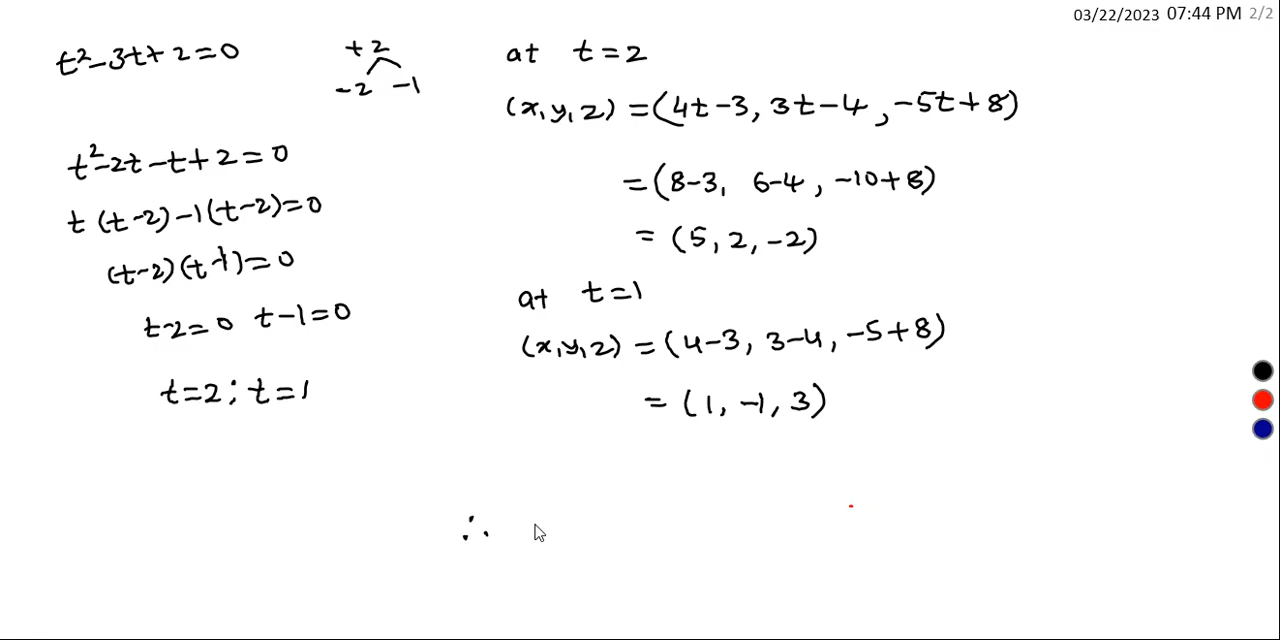 03/22/2023 07:44 PM 2/2
t²-3t+2=0
+2
-2 -1
t²-2t-t+2=0
t(t-2)-1(t-2)=0
(t-2)(t-1)=0
t-2=0 t-1=0
t=2; t=1
at t=2
(x,y,z)=(4t-3, 3t-4, -5t+8)
=(8-3, 6-4, -10+8)
=(5, 2, -2)
at t=1
(x,y,z)=(4-3, 3-4, -5+8)
=(1, -1, 3)
∴